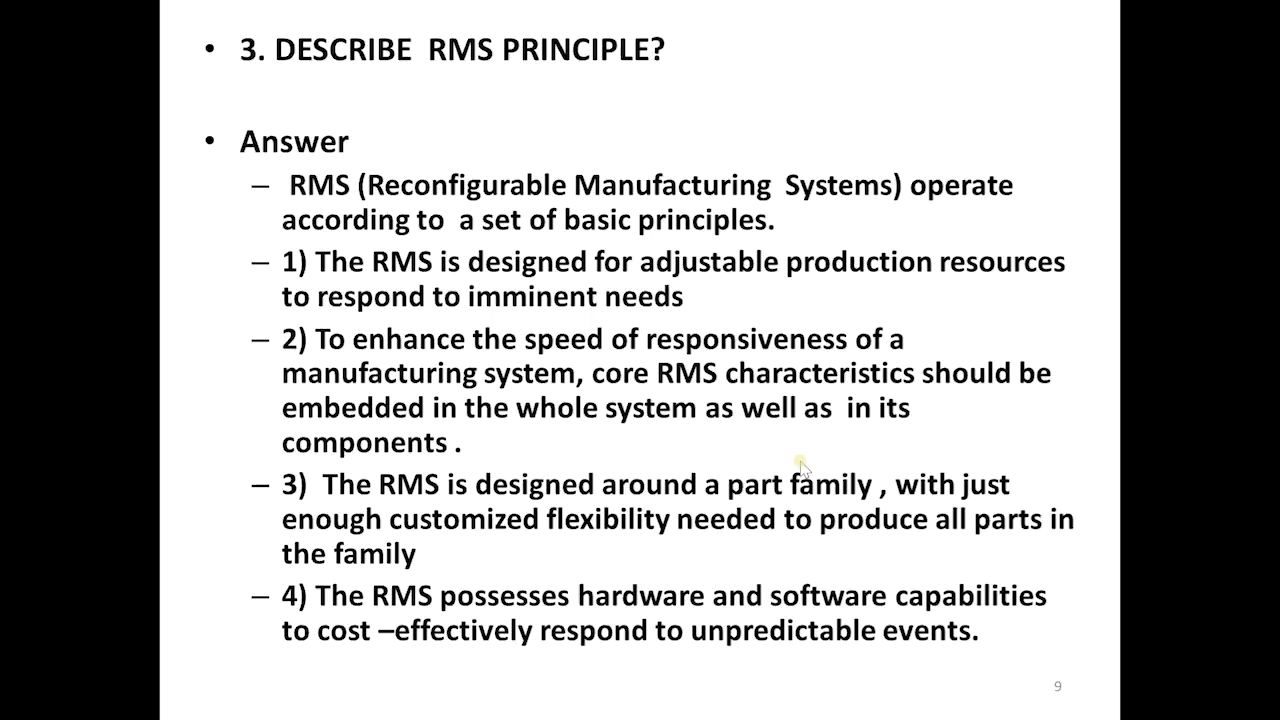 • 3. DESCRIBE RMS PRINCIPLE?
• Answer
– RMS (Reconfigurable Manufacturing Systems) operate
according to a set of basic principles.
– 1) The RMS is designed for adjustable production resources
to respond to imminent needs
– 2) To enhance the speed of responsiveness of a
manufacturing system, core RMS characteristics should be
embedded in the whole system as well as in its
components .
– 3) The RMS is designed around a part family , with just
enough customized flexibility needed to produce all parts in
the family
– 4) The RMS possesses hardware and software capabilities
to cost –effectively respond to unpredictable events.
9